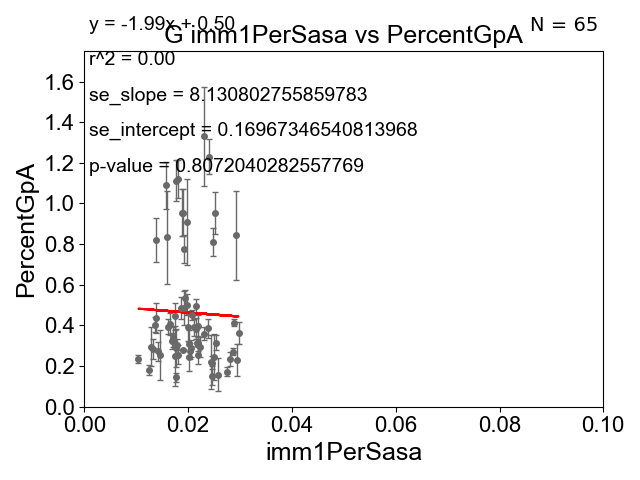 y = -1.99x + 0.50
N = 65
G imm1PerSasa vs PercentGpA
r^2 = 0.00
se_slope = 8.130802755859783
se_intercept = 0.16967346540813968
p-value = 0.8072040282557769
PercentGpA
1.6
1.4
1.2
1.0
0.8
0.6
0.4
0.2
0.0
0.00 0.02 0.04 0.06 0.08 0.10
imm1PerSasa